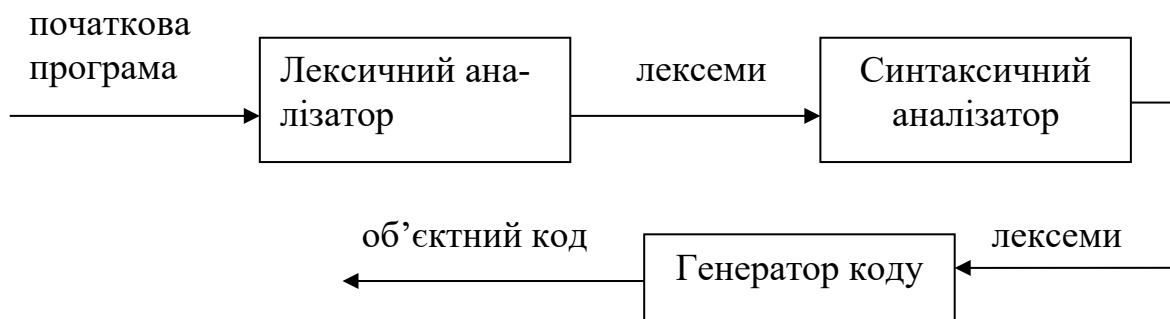 початкова
програма
Лексичний ана-
лізатор
лексеми
Синтаксичний
аналізатор
об’єктний код
Генератор коду
лексеми